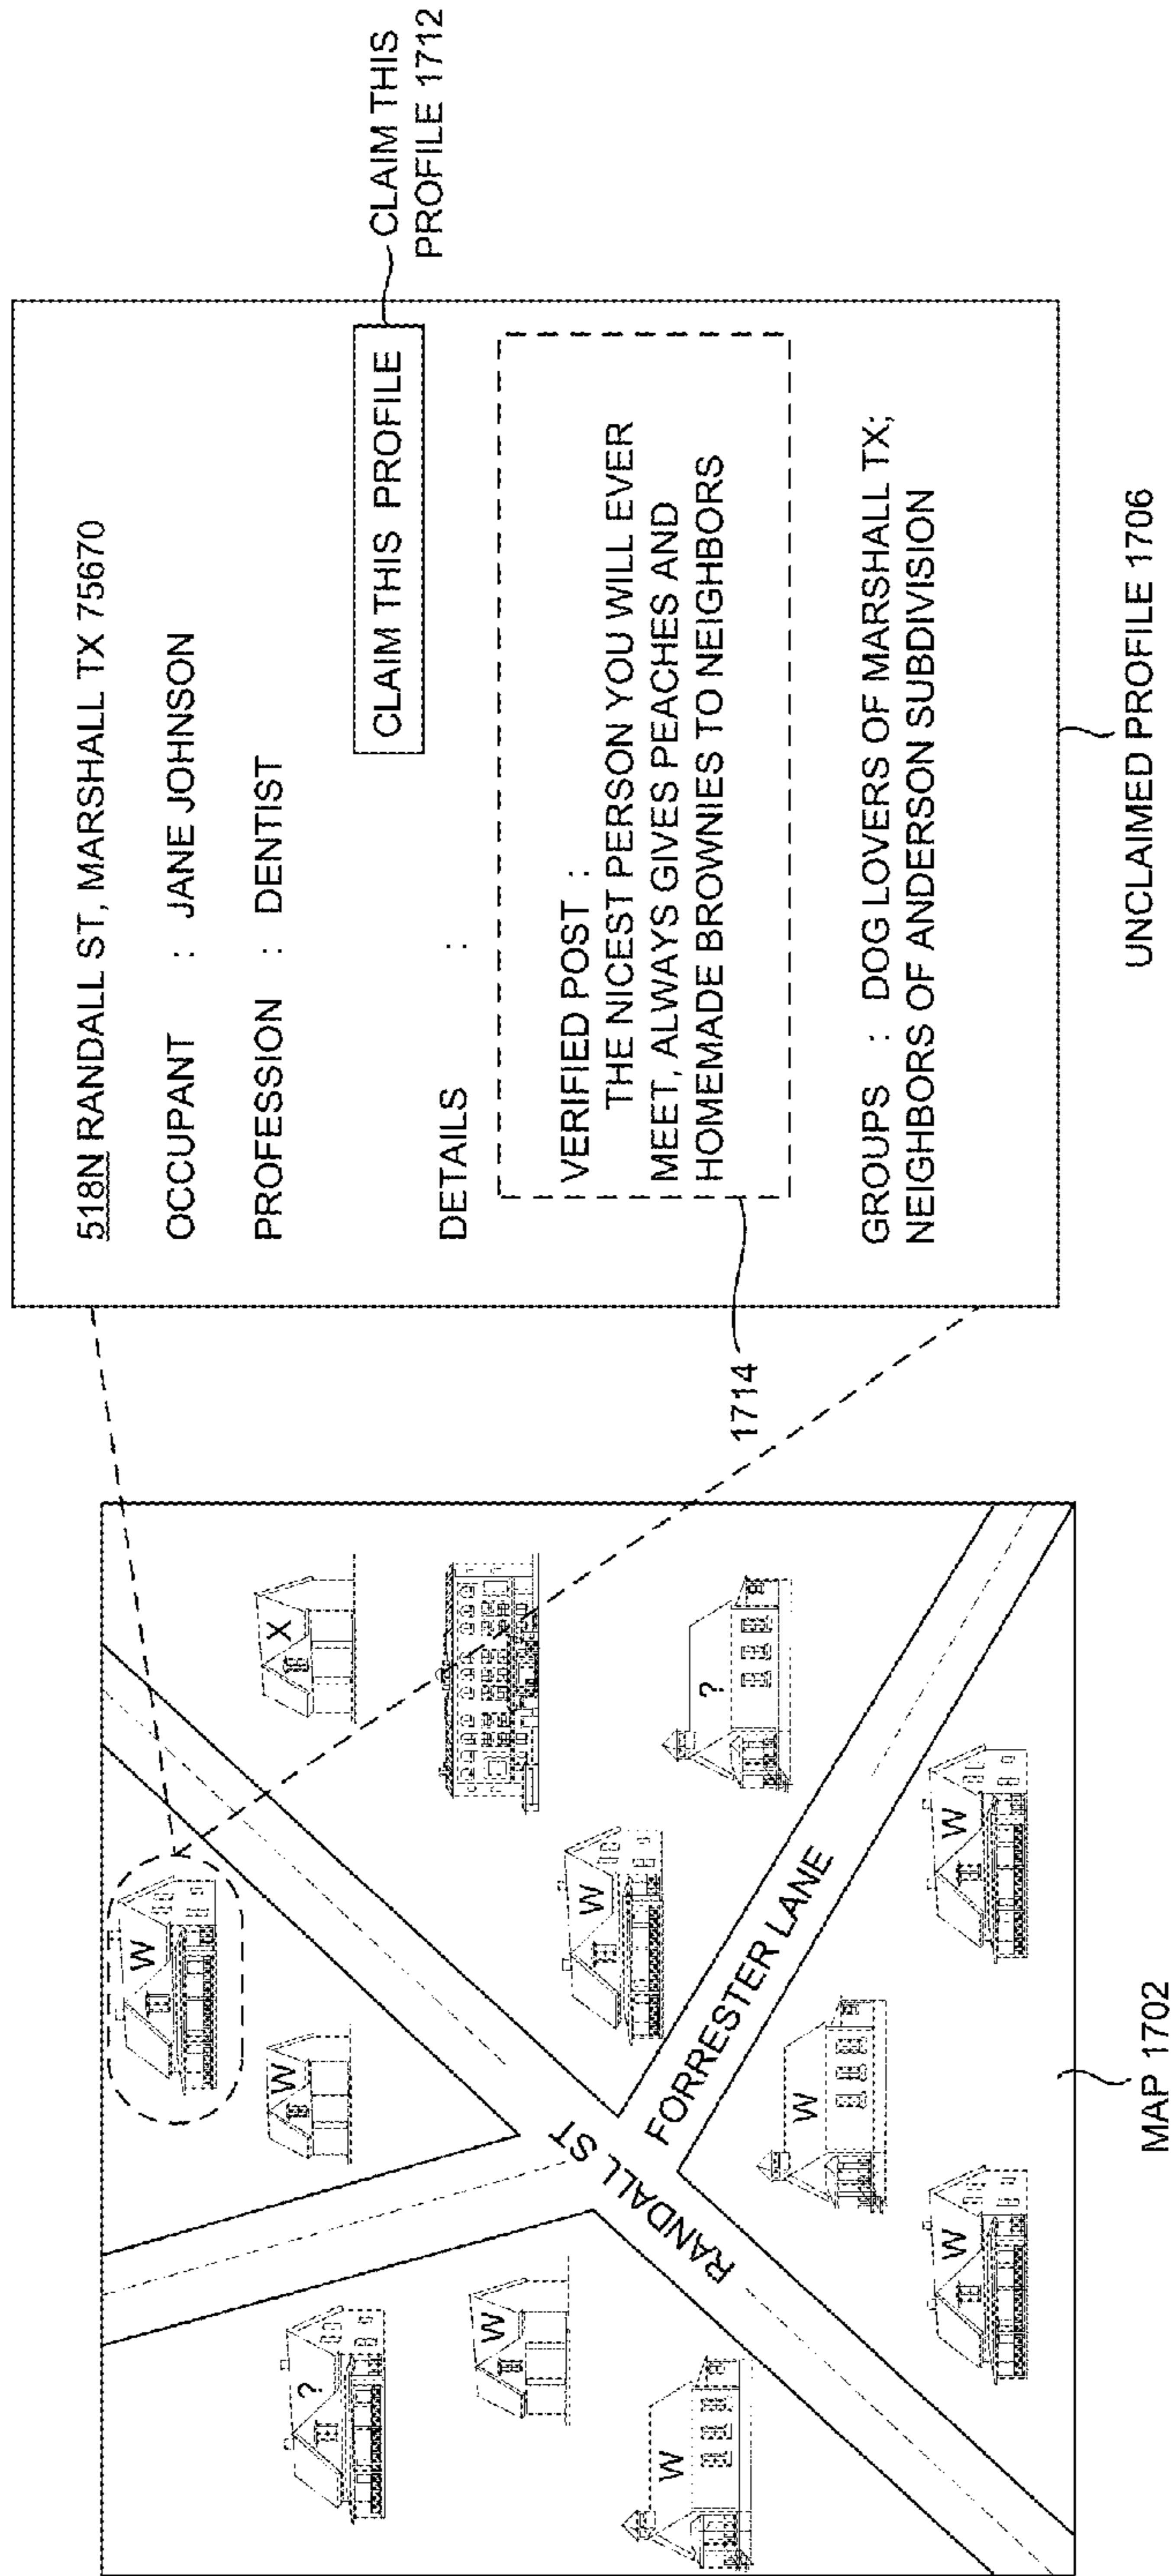 518N RANDALL ST, MARSHALL TX 75670
OCCUPANT : JANE JOHNSON
PROFESSION : DENTIST
CLAIM THIS PROFILE
CLAIM THIS
PROFILE 1712
DETAILS :
VERIFIED POST :
THE NICEST PERSON YOU WILL EVER
MEET, ALWAYS GIVES PEACHES AND
HOMEMADE BROWNIES TO NEIGHBORS
1714
GROUPS : DOG LOVERS OF MARSHALL TX;
NEIGHBORS OF ANDERSON SUBDIVISION
UNCLAIMED PROFILE 1706
W
X
W
?
W
W
?
RANDALL ST
FORRESTER LANE
W
W
W
W
MAP 1702